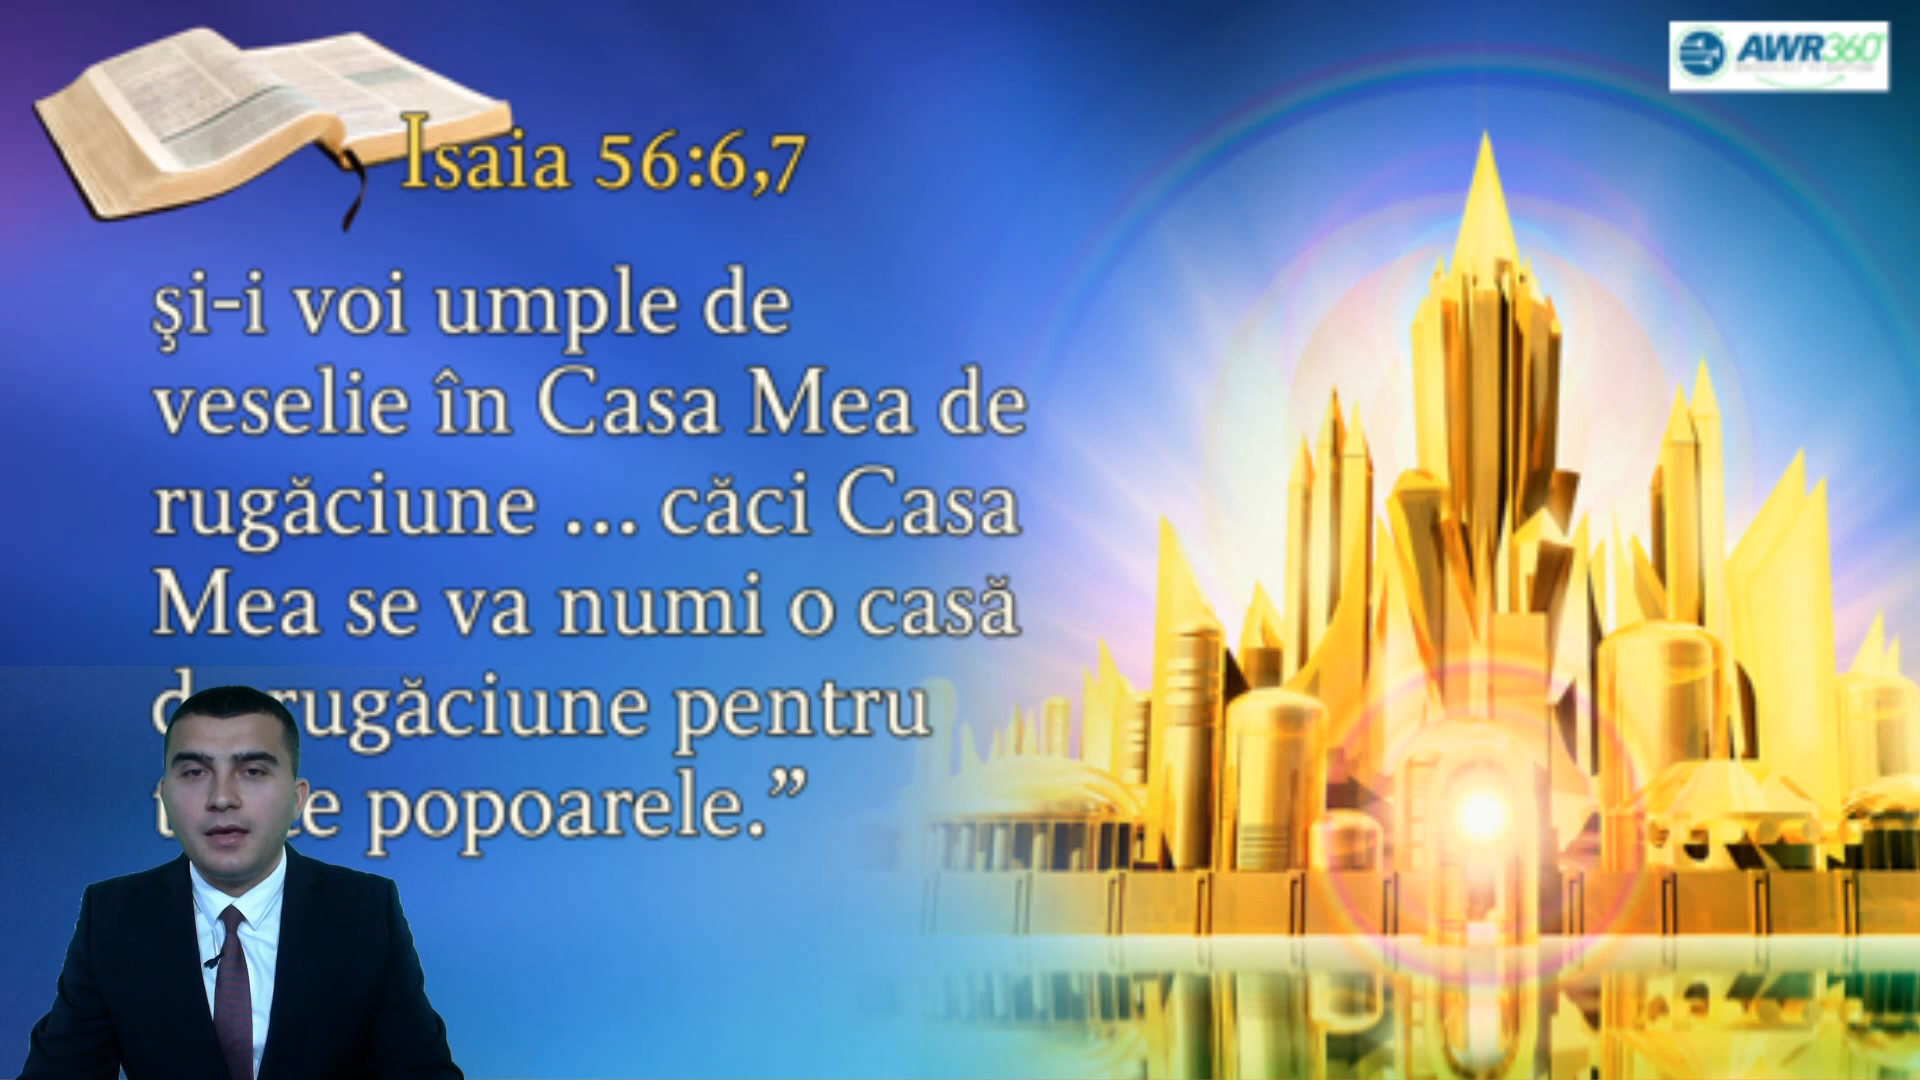 AWR360°
Isaia 56:6,7
şi-i voi umple de
veselie în Casa Mea de
rugăciune ... căci Casa
Mea se va numi o casă
rugăciune pentru
popoarele.”